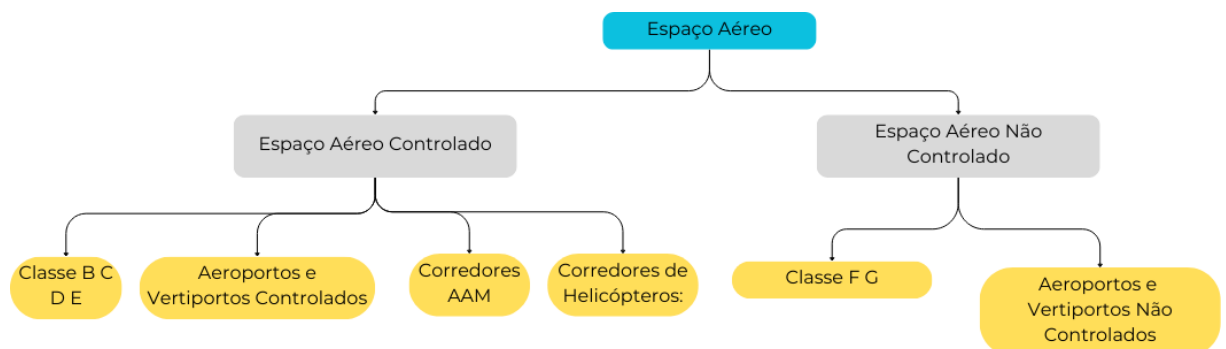 Espaço Aéreo
Espaço Aéreo Controlado
Espaço Aéreo Não
Controlado
Classe B C
D E
Aeroportos e
Vertiportos Controlados
Corredores
AAM
Corredores de
Helicópteros:
Classe F G
Aeroportos e
Vertiportos Não
Controlados